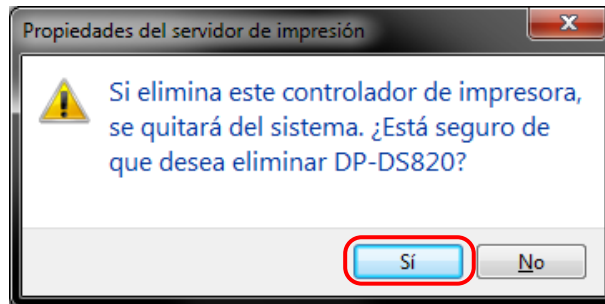 Propiedades del servidor de impresión
Si elimina este controlador de impresora,
se quitará del sistema. ¿Está seguro de
que desea eliminar DP-DS820?
Sí
No